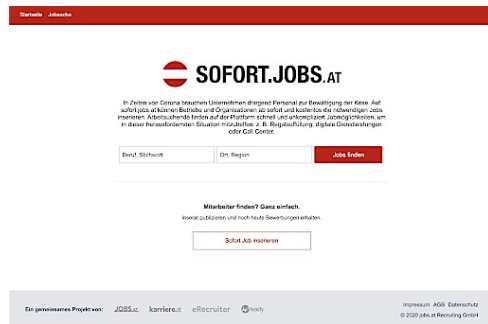 Startseite Jobsuche
SOFORT.JOBS.AT
In Zeiten von Corona brauchen Unternehmen dringend Personal zur Bewältigung der Krise. Auf
sofort.jobs.at können Betriebe und Organisationen ab sofort und kostenlos die notwendigen Jobs
inserieren. Arbeitsuchende finden auf der Plattform schnell und unkompliziert Jobmöglichkeiten, um
in dieser herausfordernden Situation mitzuhelfen: z. B. Regalauffüllung, digitale Dienstleistungen
oder Call Center.
Beruf, Stichwort Ort, Region Jobs finden
Mitarbeiter finden? Ganz einfach.
Inserat publizieren und noch heute Bewerbungen erhalten.
Sofort Job inserieren
Impressum AGB Datenschutz
Ein gemeinsames Projekt von: JOBS.AT karriere.at eRecruiter hokify
© 2020 jobs.at Recruiting GmbH